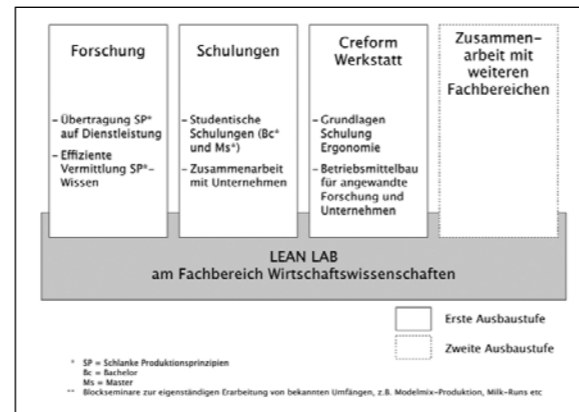 Forschung
– Übertragung SP*
auf Dienstleistung
– Effiziente
Vermittlung SP*–
Wissen
Schulungen
– Studentische
Schulungen (Bc*
und Ms*)
– Zusammenarbeit
mit Unternehmen
Creform
Werkstatt
– Grundlagen
Schulung
Ergonomie
– Betriebsmittelbau
für angewandte
Forschung und
Unternehmen
Zusammen–
arbeit mit
weiteren
Fachbereichen
LEAN LAB
am Fachbereich Wirtschaftswissenschaften
Erste Ausbaustufe
Zweite Ausbaustufe
* SP = Schlanke Produktionsprinzipien
Bc = Bachelor
Ms = Master
** Blockseminare zur eigenständigen Erarbeitung von bekannten Umfängen, z.B. Modelmix–Produktion, Milk–Runs etc